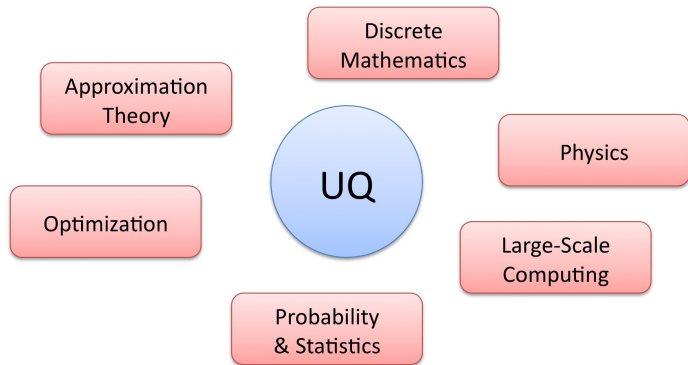 Discrete
Mathematics
Approximation
Theory
Physics
UQ
Optimization
Large-Scale
Computing
Probability
& Statistics